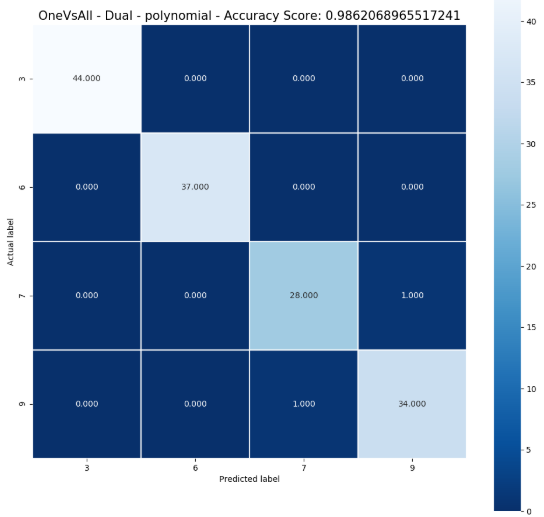 OneVsAll - Dual - polynomial - Accuracy Score: 0.9862068965517241
40
3
44.000 0.000 0.000 0.000
35
30
6
0.000 37.000 0.000 0.000
25
Actual label
20
7
0.000 0.000 28.000 1.000
15
10
9
0.000 0.000 1.000 34.000
5
3 6 7 9
Predicted label
0